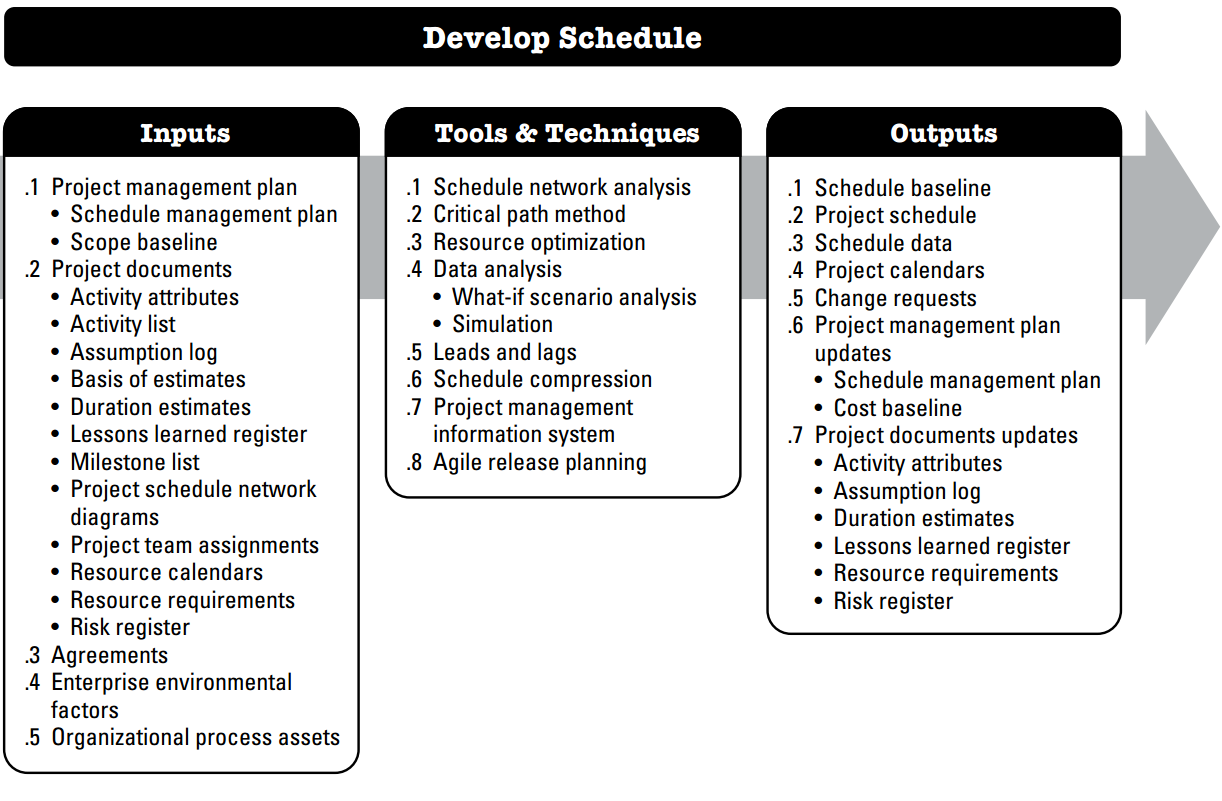 Develop Schedule
Inputs
.1 Project management plan
• Schedule management plan
• Scope baseline
.2 Project documents
• Activity attributes
• Activity list
• Assumption log
• Basis of estimates
• Duration estimates
• Lessons learned register
• Milestone list
• Project schedule network
diagrams
• Project team assignments
• Resource calendars
• Resource requirements
• Risk register
.3 Agreements
.4 Enterprise environmental
factors
.5 Organizational process assets
Tools & Techniques
.1 Schedule network analysis
.2 Critical path method
.3 Resource optimization
.4 Data analysis
• What-if scenario analysis
• Simulation
.5 Leads and lags
.6 Schedule compression
.7 Project management
information system
.8 Agile release planning
Outputs
.1 Schedule baseline
.2 Project schedule
.3 Schedule data
.4 Project calendars
.5 Change requests
.6 Project management plan
updates
• Schedule management plan
• Cost baseline
.7 Project documents updates
• Activity attributes
• Assumption log
• Duration estimates
• Lessons learned register
• Resource requirements
• Risk register